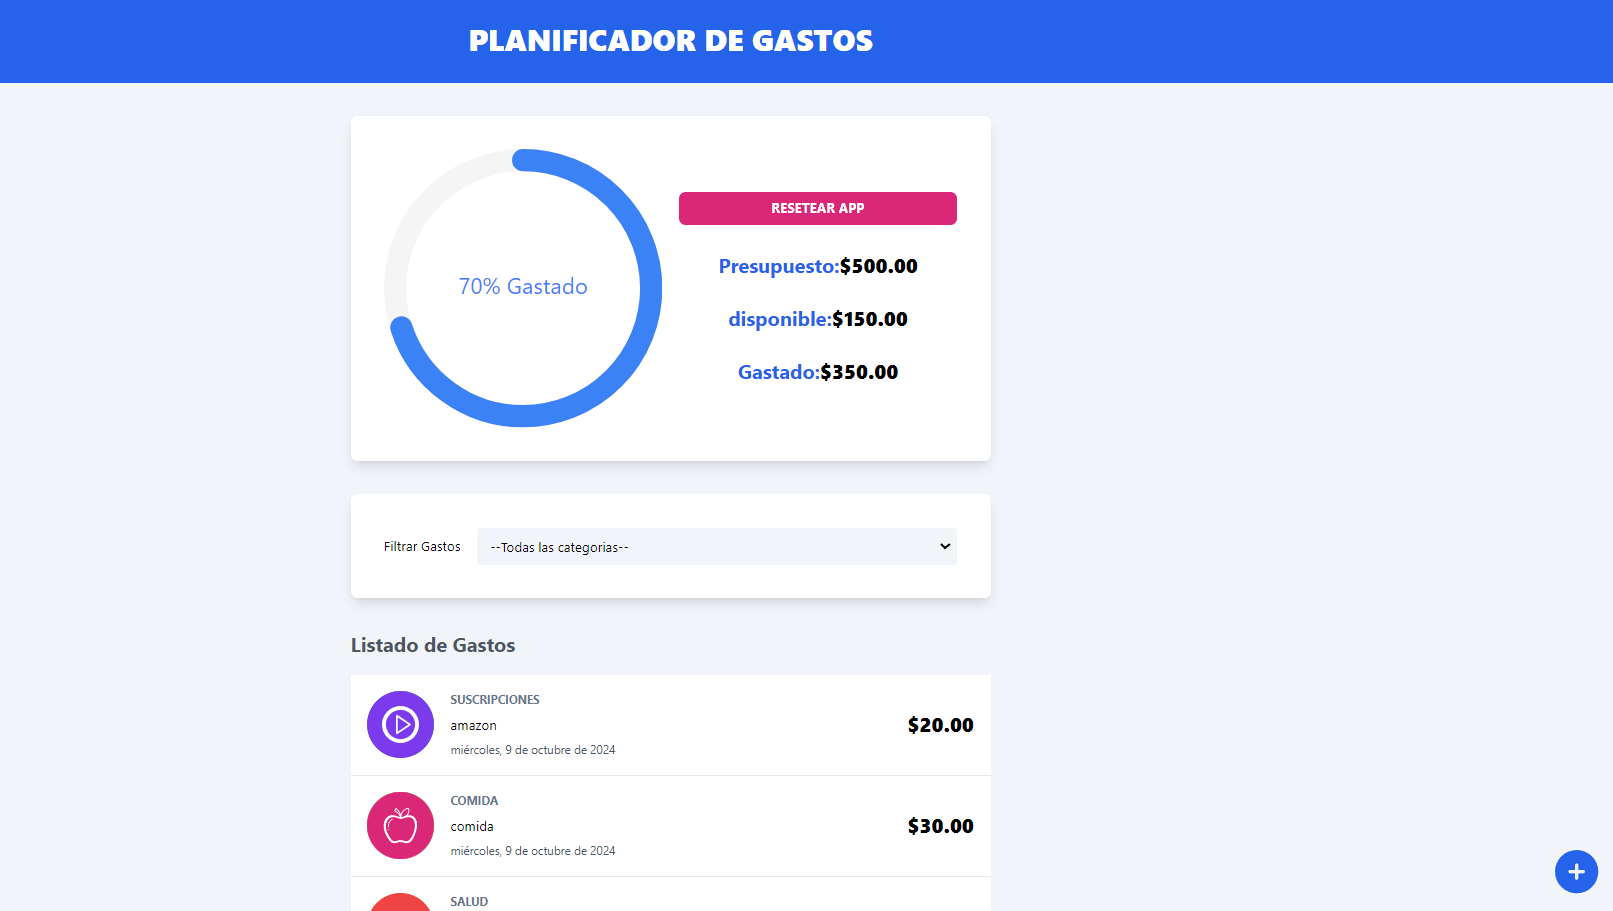 PLANIFICADOR DE GASTOS
70% Gastado
RESETEAR APP
Presupuesto:$500.00
disponible:$150.00
Gastado:$350.00
Filtrar Gastos
--Todas las categorias--
Listado de Gastos
SUSCRIPCIONES
amazon
miércoles, 9 de octubre de 2024
$20.00
COMIDA
comida
miércoles, 9 de octubre de 2024
$30.00
SALUD